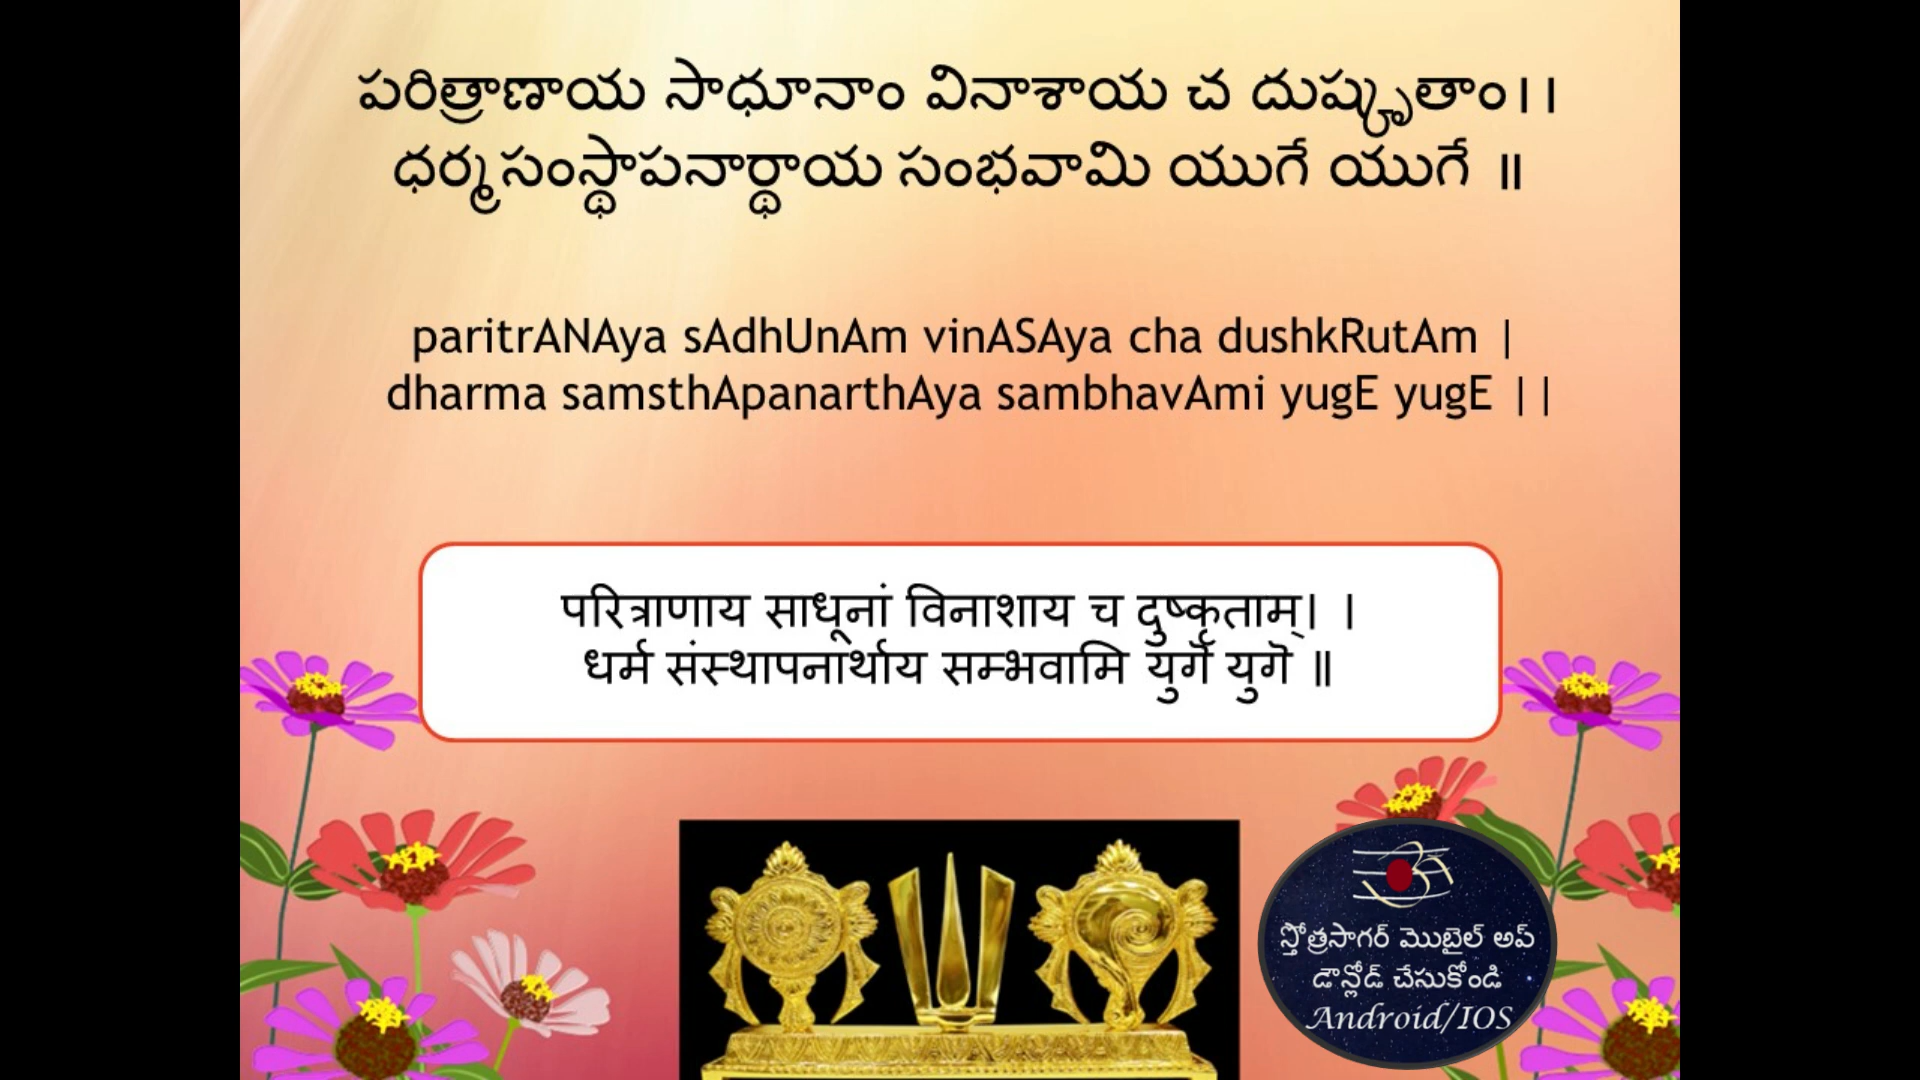 పరిత్రాణాయ సాధూనాం వినాశాయ చ దుష్కృతాం।।
ధర్మసంస్థాపనార్థాయ సంభవామి యుగే యుగే ॥
paritrANAya sAdhUnAm vinASAya cha dushkRutAm |
dharma samsthApanarthAya sambhavAmi yugE yugE ||
परित्राणाय साधूनां विनाशाय च दुष्कृताम्। ।
धर्म संस्थापनार्थाय सम्भवामि युगॆ युगॆ ॥
స్తోత్రసాగర్ మొబైల్ అప్
డౌన్లోడ్ చేసుకోండి
Android/IOS